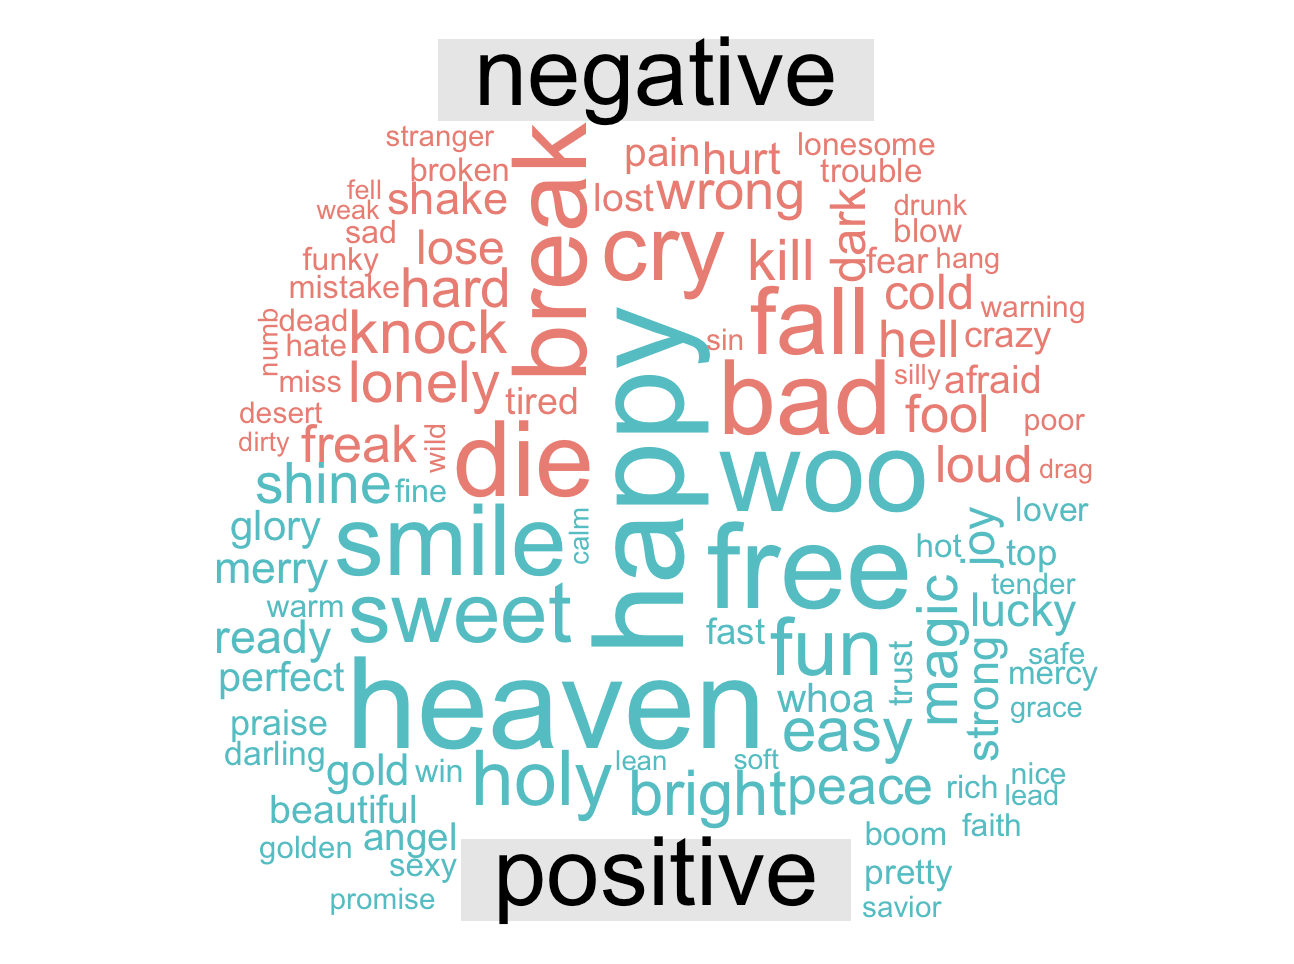 negative
stranger
broken
fell
weak
shake
sad
funky
lose
mistake
hard
numb
dead
hate
knock
miss
lonely
desert
dirty
freak
wild
tired
die
break
pain
hurt
lonesome
trouble
lost
wrong
dark
drunk
blow
cry
kill
fear
hang
cold
warning
fall
sin
hell
crazy
bad
silly
afraid
fool
poor
loud
drag
happy
woo
shine
fine
glory
smile
calm
merry
warm
sweet
ready
perfect
heaven
praise
darling
gold
win
holy
lean
beautiful
angel
golden
sexy
promise
free
hot
joy
lover
top
tender
lucky
magic
fast
fun
trust
strong
safe
mercy
grace
whoa
easy
soft
bright
peace
rich
nice
lead
boom
faith
pretty
savior
positive